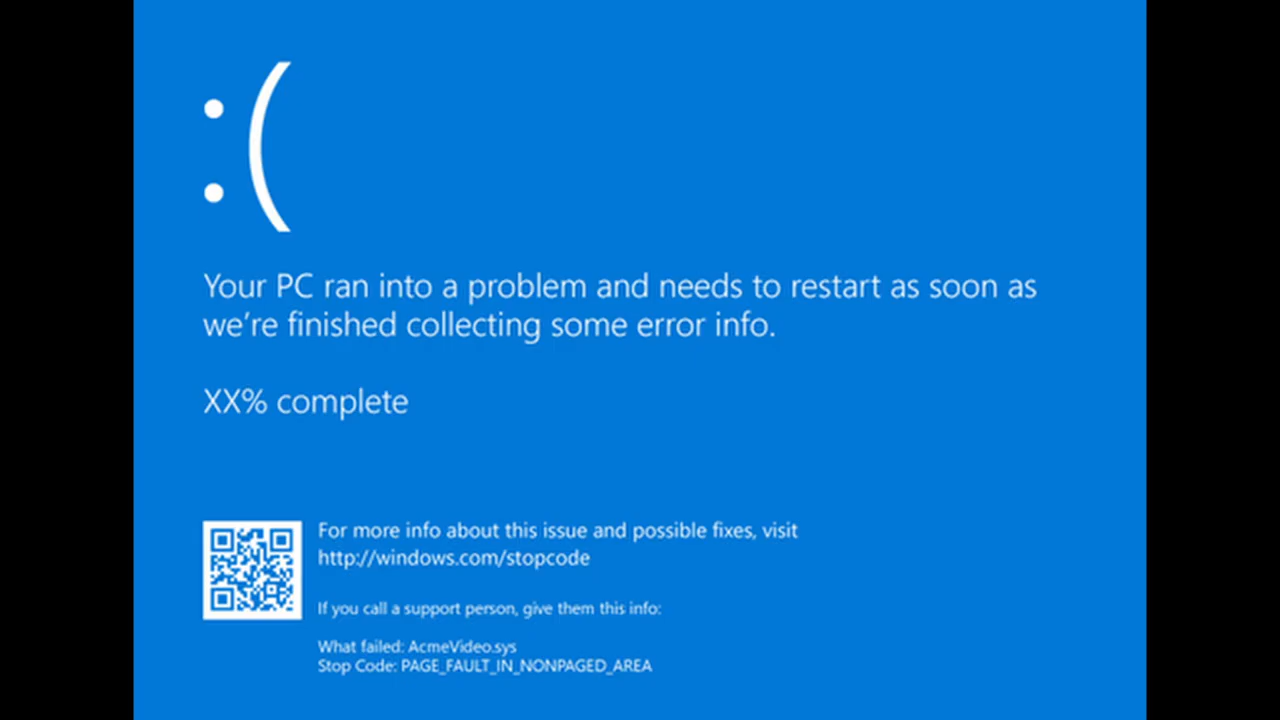 :(
Your PC ran into a problem and needs to restart as soon as
we’re finished collecting some error info.
XX% complete
For more info about this issue and possible fixes, visit
http://windows.com/stopcode
If you call a support person, give them this info:
What failed: AcmeVideo.sys
Stop Code: PAGE_FAULT_IN_NONPAGED_AREA